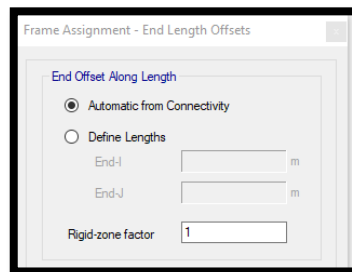 Frame Assignment - End Length Offsets
End Offset Along Length
Automatic from Connectivity
Define Lengths
End-I m
End-J m
Rigid-zone factor 1